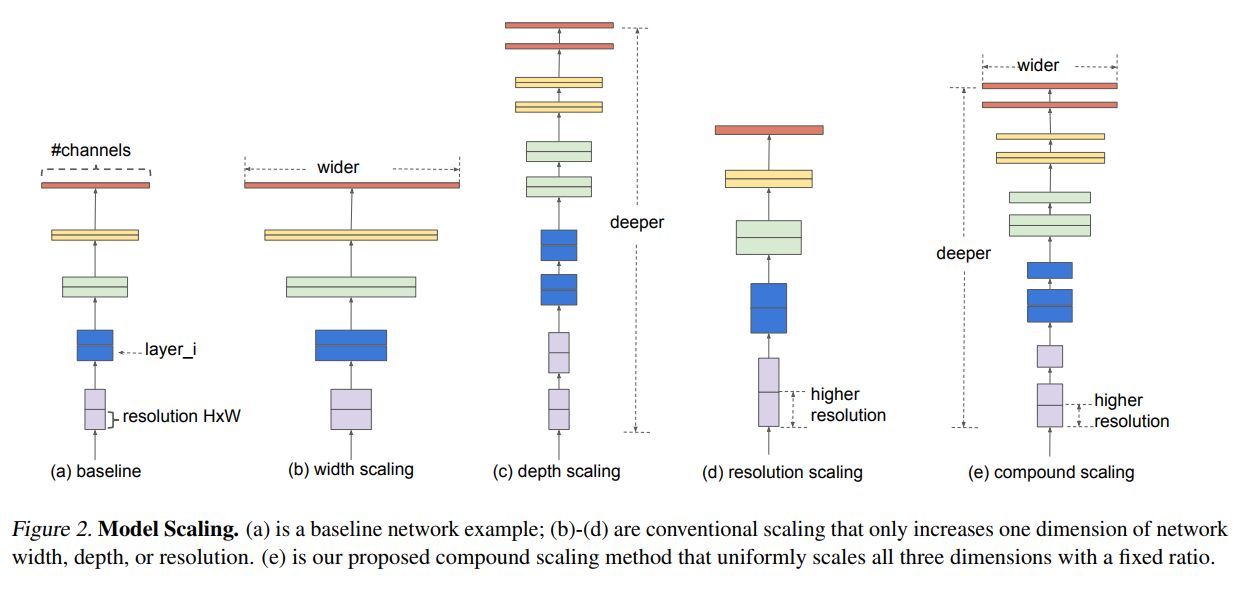 #channels
layer_i
resolution HxW
(a) baseline
wider
(b) width scaling
deeper
(c) depth scaling
higher
resolution
(d) resolution scaling
wider
deeper
higher
resolution
(e) compound scaling
Figure 2. Model Scaling. (a) is a baseline network example; (b)-(d) are conventional scaling that only increases one dimension of network
width, depth, or resolution. (e) is our proposed compound scaling method that uniformly scales all three dimensions with a fixed ratio.